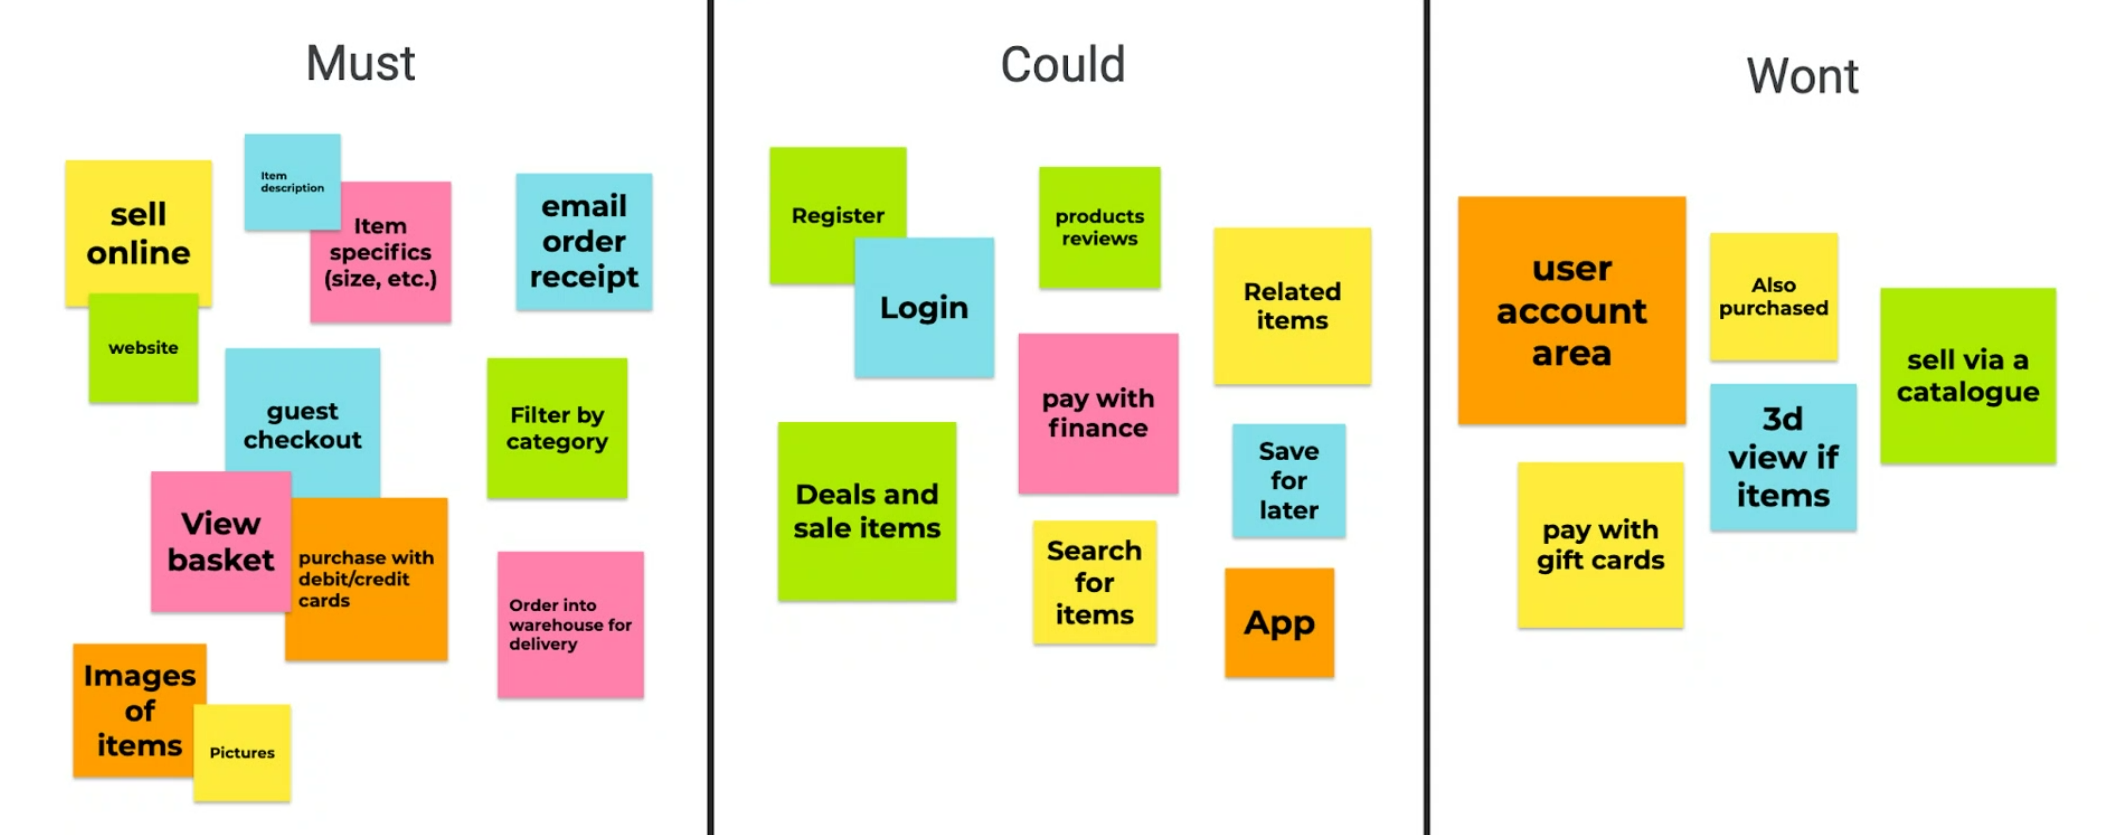 Must
Could
Wont
sell
online
website
Item
description
Item
specifics
(size, etc.)
email
order
receipt
guest
checkout
Filter by
category
View
basket
purchase with
debit/credit
cards
Order into
warehouse for
delivery
Images
of
items
Pictures
Register
Login
products
reviews
Related
items
pay with
finance
Deals and
sale items
Save
for
later
Search
for
items
App
user
account
area
Also
purchased
sell via a
catalogue
3d
view if
items
pay with
gift cards